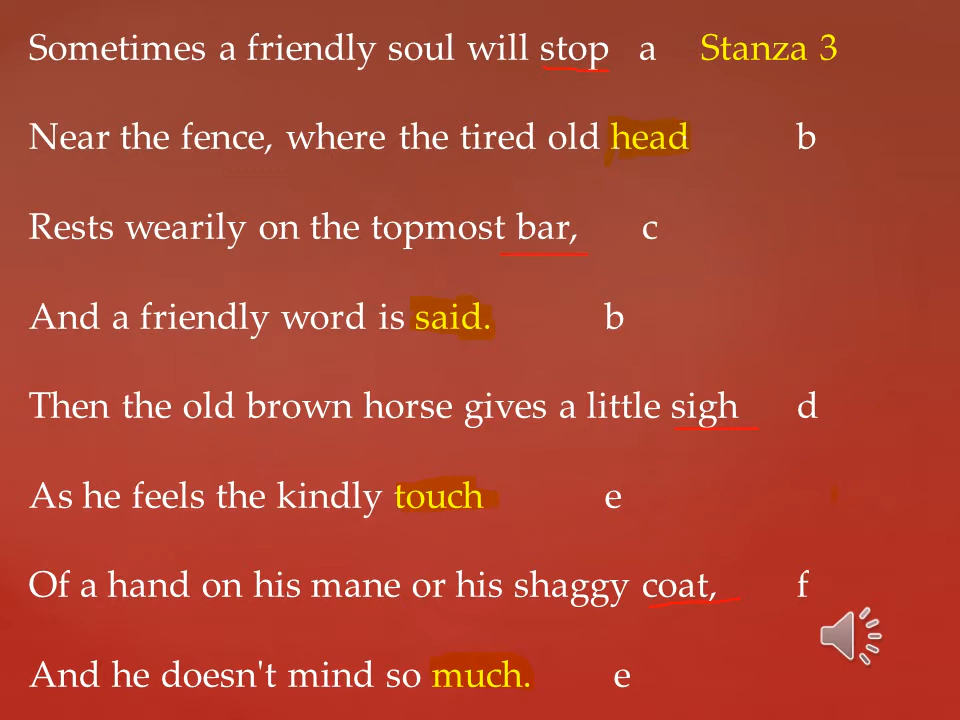 Sometimes a friendly soul will stop a Stanza 3
Near the fence, where the tired old head b
Rests wearily on the topmost bar, c
And a friendly word is said. b
Then the old brown horse gives a little sigh d
As he feels the kindly touch e
Of a hand on his mane or his shaggy coat, f
And he doesn't mind so much. e